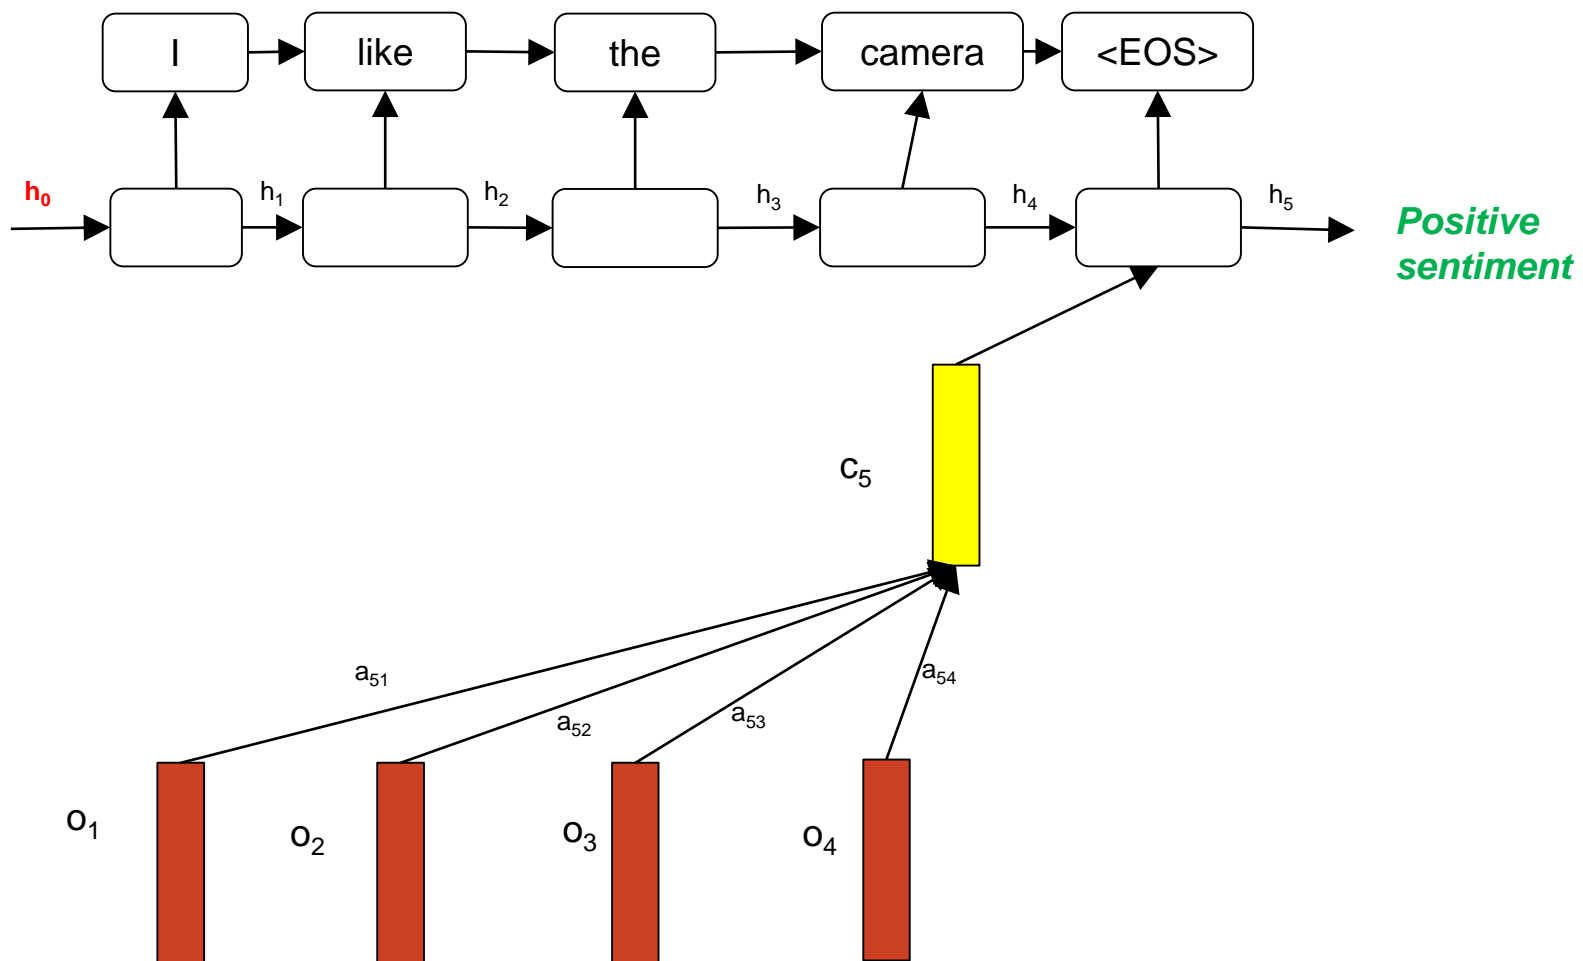 I like the camera <EOS>
h0 h1 h2 h3 h4 h5
Positive
sentiment
c5
a51 a52 a53 a54
o1 o2 o3 o4